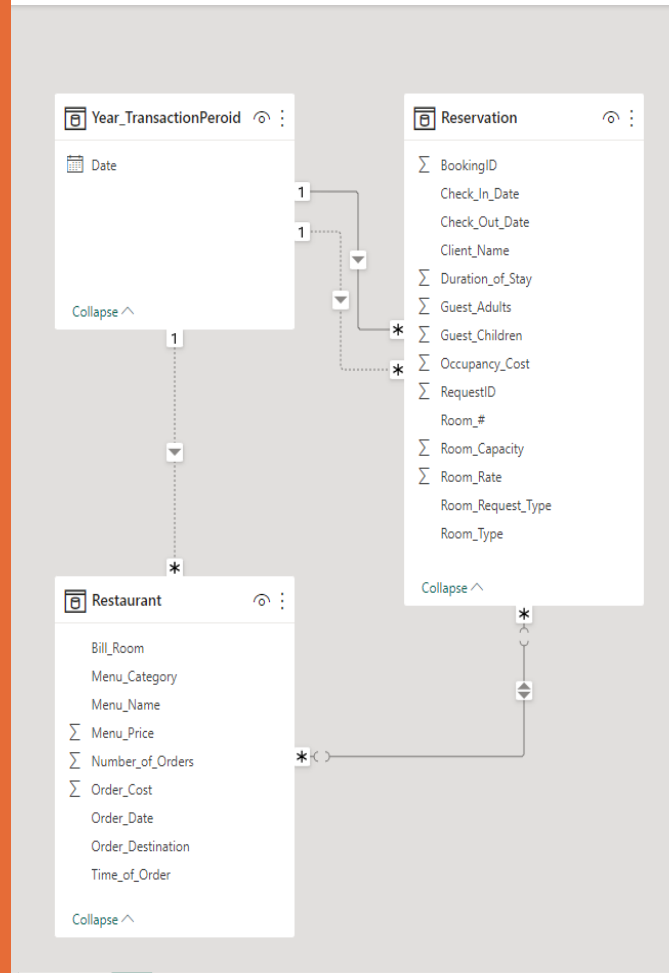 Year_TransactionPeroid
Date
Collapse
Reservation
BookingID
Check_In_Date
Check_Out_Date
Client_Name
Duration_of_Stay
Guest_Adults
Guest_Children
Occupancy_Cost
RequestID
Room_#
Room_Capacity
Room_Rate
Room_Request_Type
Room_Type
Collapse
1
1
*
*
1
*
Restaurant
Bill_Room
Menu_Category
Menu_Name
Menu_Price
Number_of_Orders
Order_Cost
Order_Date
Order_Destination
Time_of_Order
Collapse
*
*